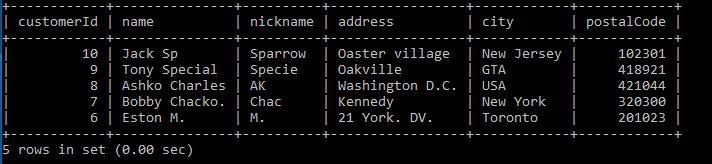 +------------+---------------+----------+-----------------+------------+------------+
| customerId | name          | nickname | address         | city       | postalCode |
+------------+---------------+----------+-----------------+------------+------------+
|         10 | Jack Sp       | Sparrow  | Oaster village  | New Jersey |     102301 |
|          9 | Tony Special  | Specie   | Oakville        | GTA        |     418921 |
|          8 | Ashko Charles | AK       | Washington D.C. | USA        |     421044 |
|          7 | Bobby Chacko. | Chac     | Kennedy         | New York   |     320300 |
|          6 | Eston M.      | M.       | 21 York. DV.    | Toronto    |     201023 |
+------------+---------------+----------+-----------------+------------+------------+
5 rows in set (0.00 sec)